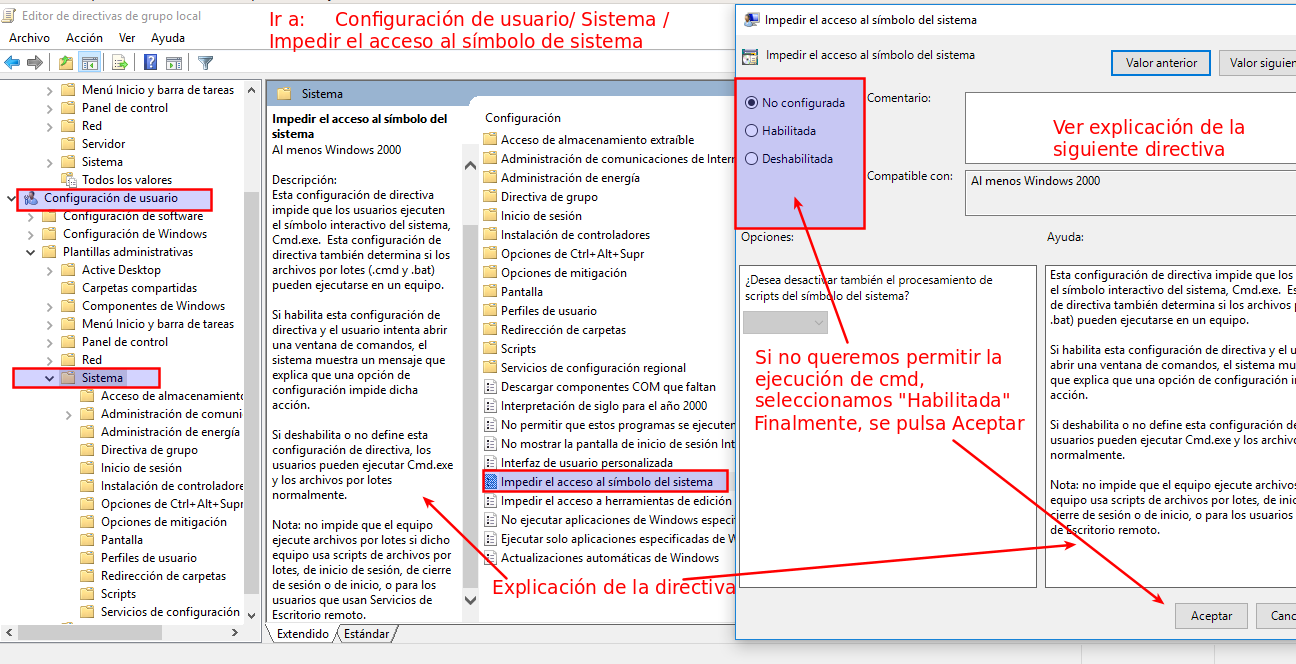 Editor de directivas de grupo local
Archivo Acción Ver Ayuda
Ir a: Configuración de usuario/ Sistema /
Impedir el acceso al símbolo de sistema
Menú Inicio y barra de tareas
Panel de control
Red
Servidor
Sistema
Todos los valores
Configuración de usuario
Configuración de software
Configuración de Windows
Plantillas administrativas
Active Desktop
Carpetas compartidas
Componentes de Windows
Menú Inicio y barra de tareas
Panel de control
Red
Sistema
Acceso de almacenamiento
Administración de comuni
Administración de energía
Directiva de grupo
Inicio de sesión
Instalación de controladore
Opciones de Ctrl+Alt+Supr
Opciones de mitigación
Pantalla
Perfiles de usuario
Redirección de carpetas
Scripts
Servicios de configuración
Sistema
Impedir el acceso al símbolo del
sistema
Al menos Windows 2000
Descripción:
Esta configuración de directiva
impide que los usuarios ejecuten
el símbolo interactivo del sistema,
Cmd.exe. Esta configuración de
directiva también determina si los
archivos por lotes (.cmd y .bat)
pueden ejecutarse en un equipo.
Si habilita esta configuración de
directiva y el usuario intenta abrir
una ventana de comandos, el
sistema muestra un mensaje que
explica que una opción de
configuración impide dicha
acción.
Si deshabilita o no define esta
configuración de directiva, los
usuarios pueden ejecutar Cmd.exe
y los archivos por lotes
normalmente.
Nota: no impide que el equipo
ejecute archivos por lotes si dicho
equipo usa scripts de archivos por
lotes, de inicio de sesión, de cierre
de sesión o de inicio, o para los
usuarios que usan Servicios de
Escritorio remoto.
Configuración
Acceso de almacenamiento extraíble
Administración de comunicaciones de Inter
Administración de energía
Directiva de grupo
Inicio de sesión
Instalación de controladores
Opciones de Ctrl+Alt+Supr
Opciones de mitigación
Pantalla
Perfiles de usuario
Redirección de carpetas
Scripts
Servicios de configuración regional
Descargar componentes COM que faltan
Interpretación de siglo para el año 2000
No permitir que estos programas se ejecuten
No mostrar la pantalla de inicio de sesión Int
Interfaz de usuario personalizada
Impedir el acceso al símbolo del sistema
Impedir el acceso a herramientas de edición
No ejecutar aplicaciones de Windows especi
Ejecutar solo aplicaciones especificadas de W
Actualizaciones automáticas de Windows
Explicación de la directiva
Extendido Estándar
Impedir el acceso al símbolo del sistema
Impedir el acceso al símbolo del sistema
Valor anterior Valor siguien
No configurada
Habilitada
Deshabilitada
Comentario:
Ver explicación de la
siguiente directiva
Compatible con:
Al menos Windows 2000
Opciones:
Ayuda:
¿Desea desactivar también el procesamiento de
scripts del símbolo del sistema?
Si no queremos permitir la
ejecución de cmd,
seleccionamos "Habilitada"
Finalmente, se pulsa Aceptar
Esta configuración de directiva impide que los
el símbolo interactivo del sistema, Cmd.exe. Es
de directiva también determina si los archivos p
.bat) pueden ejecutarse en un equipo.
Si habilita esta configuración de directiva y el u
abrir una ventana de comandos, el sistema mu
que explica que una opción de configuración i
acción.
Si deshabilita o no define esta configuración de
usuarios pueden ejecutar Cmd.exe y los archivo
normalmente.
Nota: no impide que el equipo ejecute archivos
equipo usa scripts de archivos por lotes, de inic
cierre de sesión o de inicio, o para los usuarios
de Escritorio remoto.
Aceptar Canc